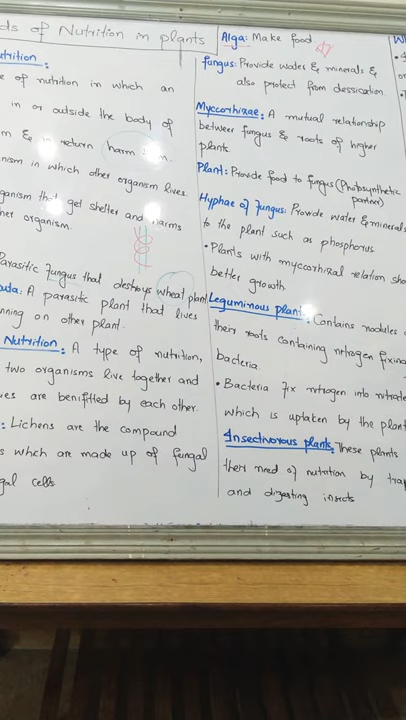 ds of Nutrition in plants
utrition:
e of nutrition in which an
in or outside the body of
m & in return harm
nism in which other organism lives.
ganism that get shelter and harms
her organism.
Parasitic fungus that destroys wheat plant
uda: A parasitic plant that lives
nning on other plant.
Nutrition: A type of nutrition,
two organisms live together and
es are benifitted by each other.
: Lichens are the compound
s which are made up of fungal
gal cells
Alga: Make food.
fungus: Provide water & minerals &
also protect from dessication.
Myccorhizae: A mutual relationship
between fungus & roots of higher
plants.
Plant: Provide food to fungus (Photosynthetic
partner)
Hyphae of fungus: Provide water & minerals
to the plant such as phosphorus
• Plants with mycorrhizal relation sho
better growth
Leguminous plant: Contains nodules o
their roots containing nitrogen fixing
bacteria.
• Bacteria fix nitrogen into nitrate
which is uptaken by the plant
Insectivorous plants: These plants
their need of nutrition by trap
and digesting insects